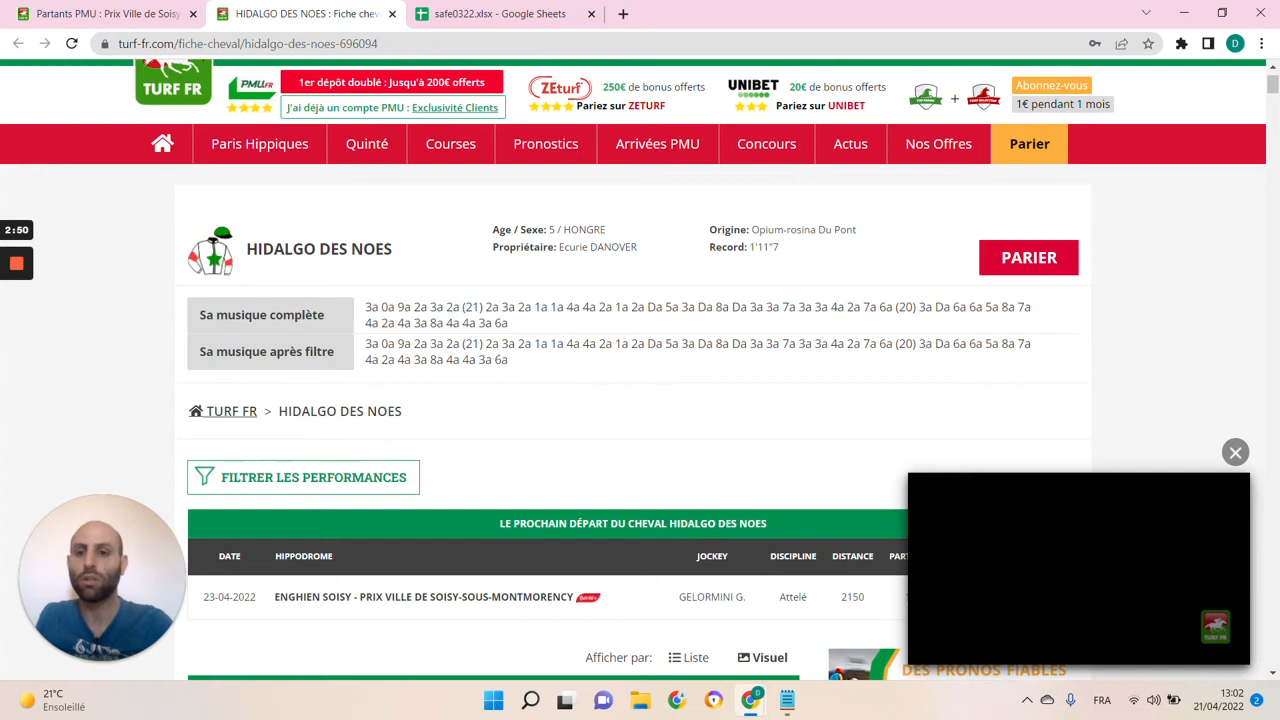 Partants PMU : Prix Ville de Soisy
HIDALGO DES NOES : Fiche chev
safe0322.xlsx - Google Sheets
turf-fr.com/fiche-cheval/hidalgo-des-noes-696094
D
TURF FR
PMU.FR
1er dépôt doublé : Jusqu'à 200€ offerts
J'ai déjà un compte PMU : Exclusivité Clients
ZEturf
250€ de bonus offerts
Pariez sur ZETURF
UNIBET
20€ de bonus offerts
Pariez sur UNIBET
+
Abonnez-vous
1€ pendant 1 mois
Paris Hippiques
Quinté
Courses
Pronostics
Arrivées PMU
Concours
Actus
Nos Offres
Parier
2:50
HIDALGO DES NOES
Age / Sexe: 5 / HONGRE
Propriétaire: Ecurie DANOVER
Origine: Opium-rosina Du Pont
Record: 1'11"7
PARIER
Sa musique complète
3a 0a 9a 2a 3a 2a (21) 2a 3a 2a 1a 1a 4a 4a 2a 1a 2a Da 5a 3a Da 8a Da 3a 3a 7a 3a 3a 4a 2a 7a 6a (20) 3a Da 6a 6a 5a 8a 7a
4a 2a 4a 3a 8a 4a 4a 3a 6a
Sa musique après filtre
3a 0a 9a 2a 3a 2a (21) 2a 3a 2a 1a 1a 4a 4a 2a 1a 2a Da 5a 3a Da 8a Da 3a 3a 7a 3a 3a 4a 2a 7a 6a (20) 3a Da 6a 6a 5a 8a 7a
4a 2a 4a 3a 8a 4a 4a 3a 6a
TURF FR > HIDALGO DES NOES
FILTRER LES PERFORMANCES
LE PROCHAIN DÉPART DU CHEVAL HIDALGO DES NOES
DATE HIPPODROME JOCKEY DISCIPLINE DISTANCE PART
23-04-2022 ENGHIEN SOISY - PRIX VILLE DE SOISY-SOUS-MONTMORENCY GELORMINI G. Attelé 2150
Afficher par: Liste Visuel
DES PRONOS FIABLES
TURF FR
21°C
Ensoleillé
D
FRA
13:02
21/04/2022
2